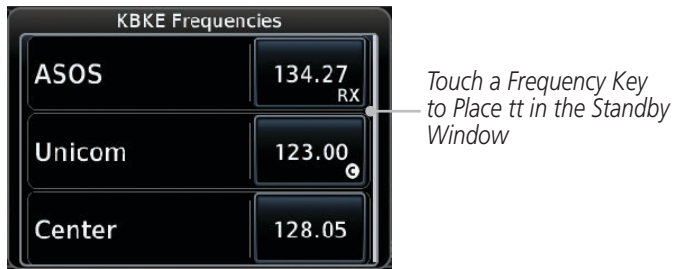 KBKE Frequencies
ASOS
134.27
RX
Touch a Frequency Key
to Place tt in the Standby
Window
Unicom
123.00
C
Center
128.05